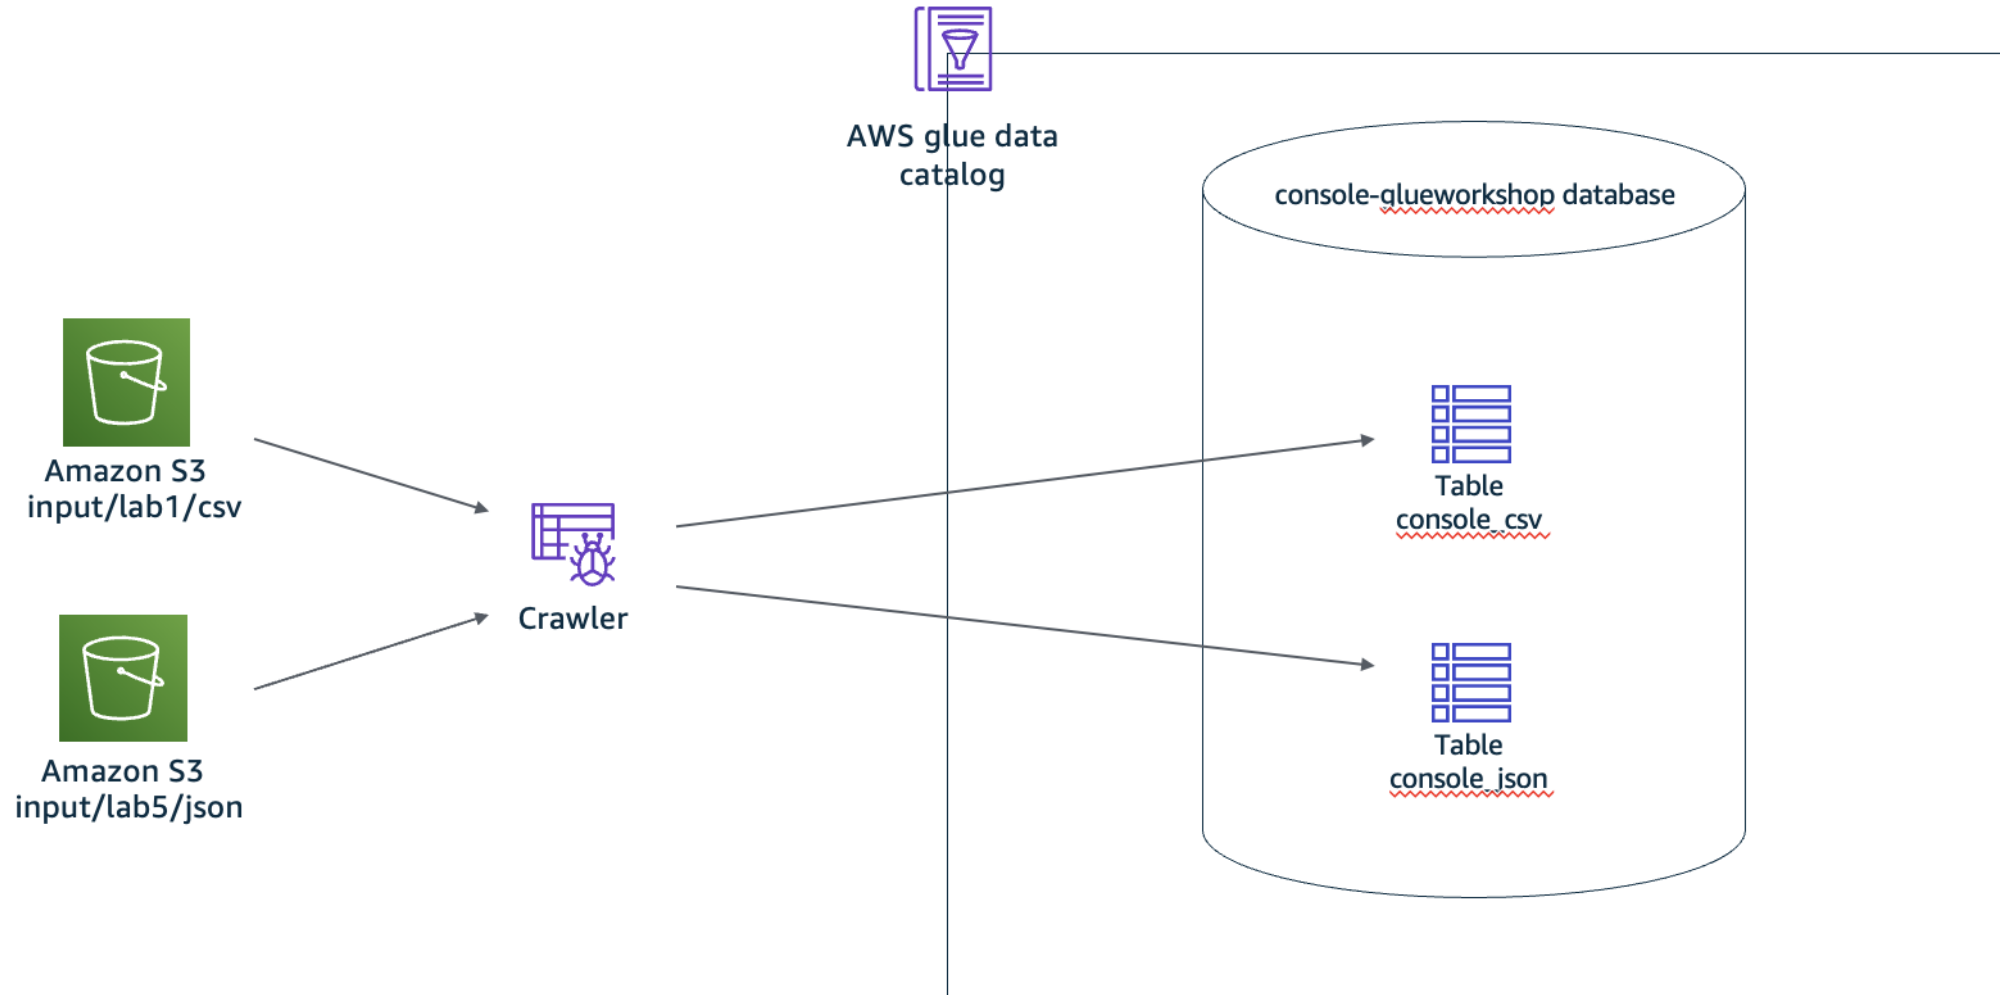 AWS glue data
catalog
console-glueworkshop database
Amazon S3
input/lab1/csv
Crawler
Table
console_csv
Amazon S3
input/lab5/json
Table
console_json